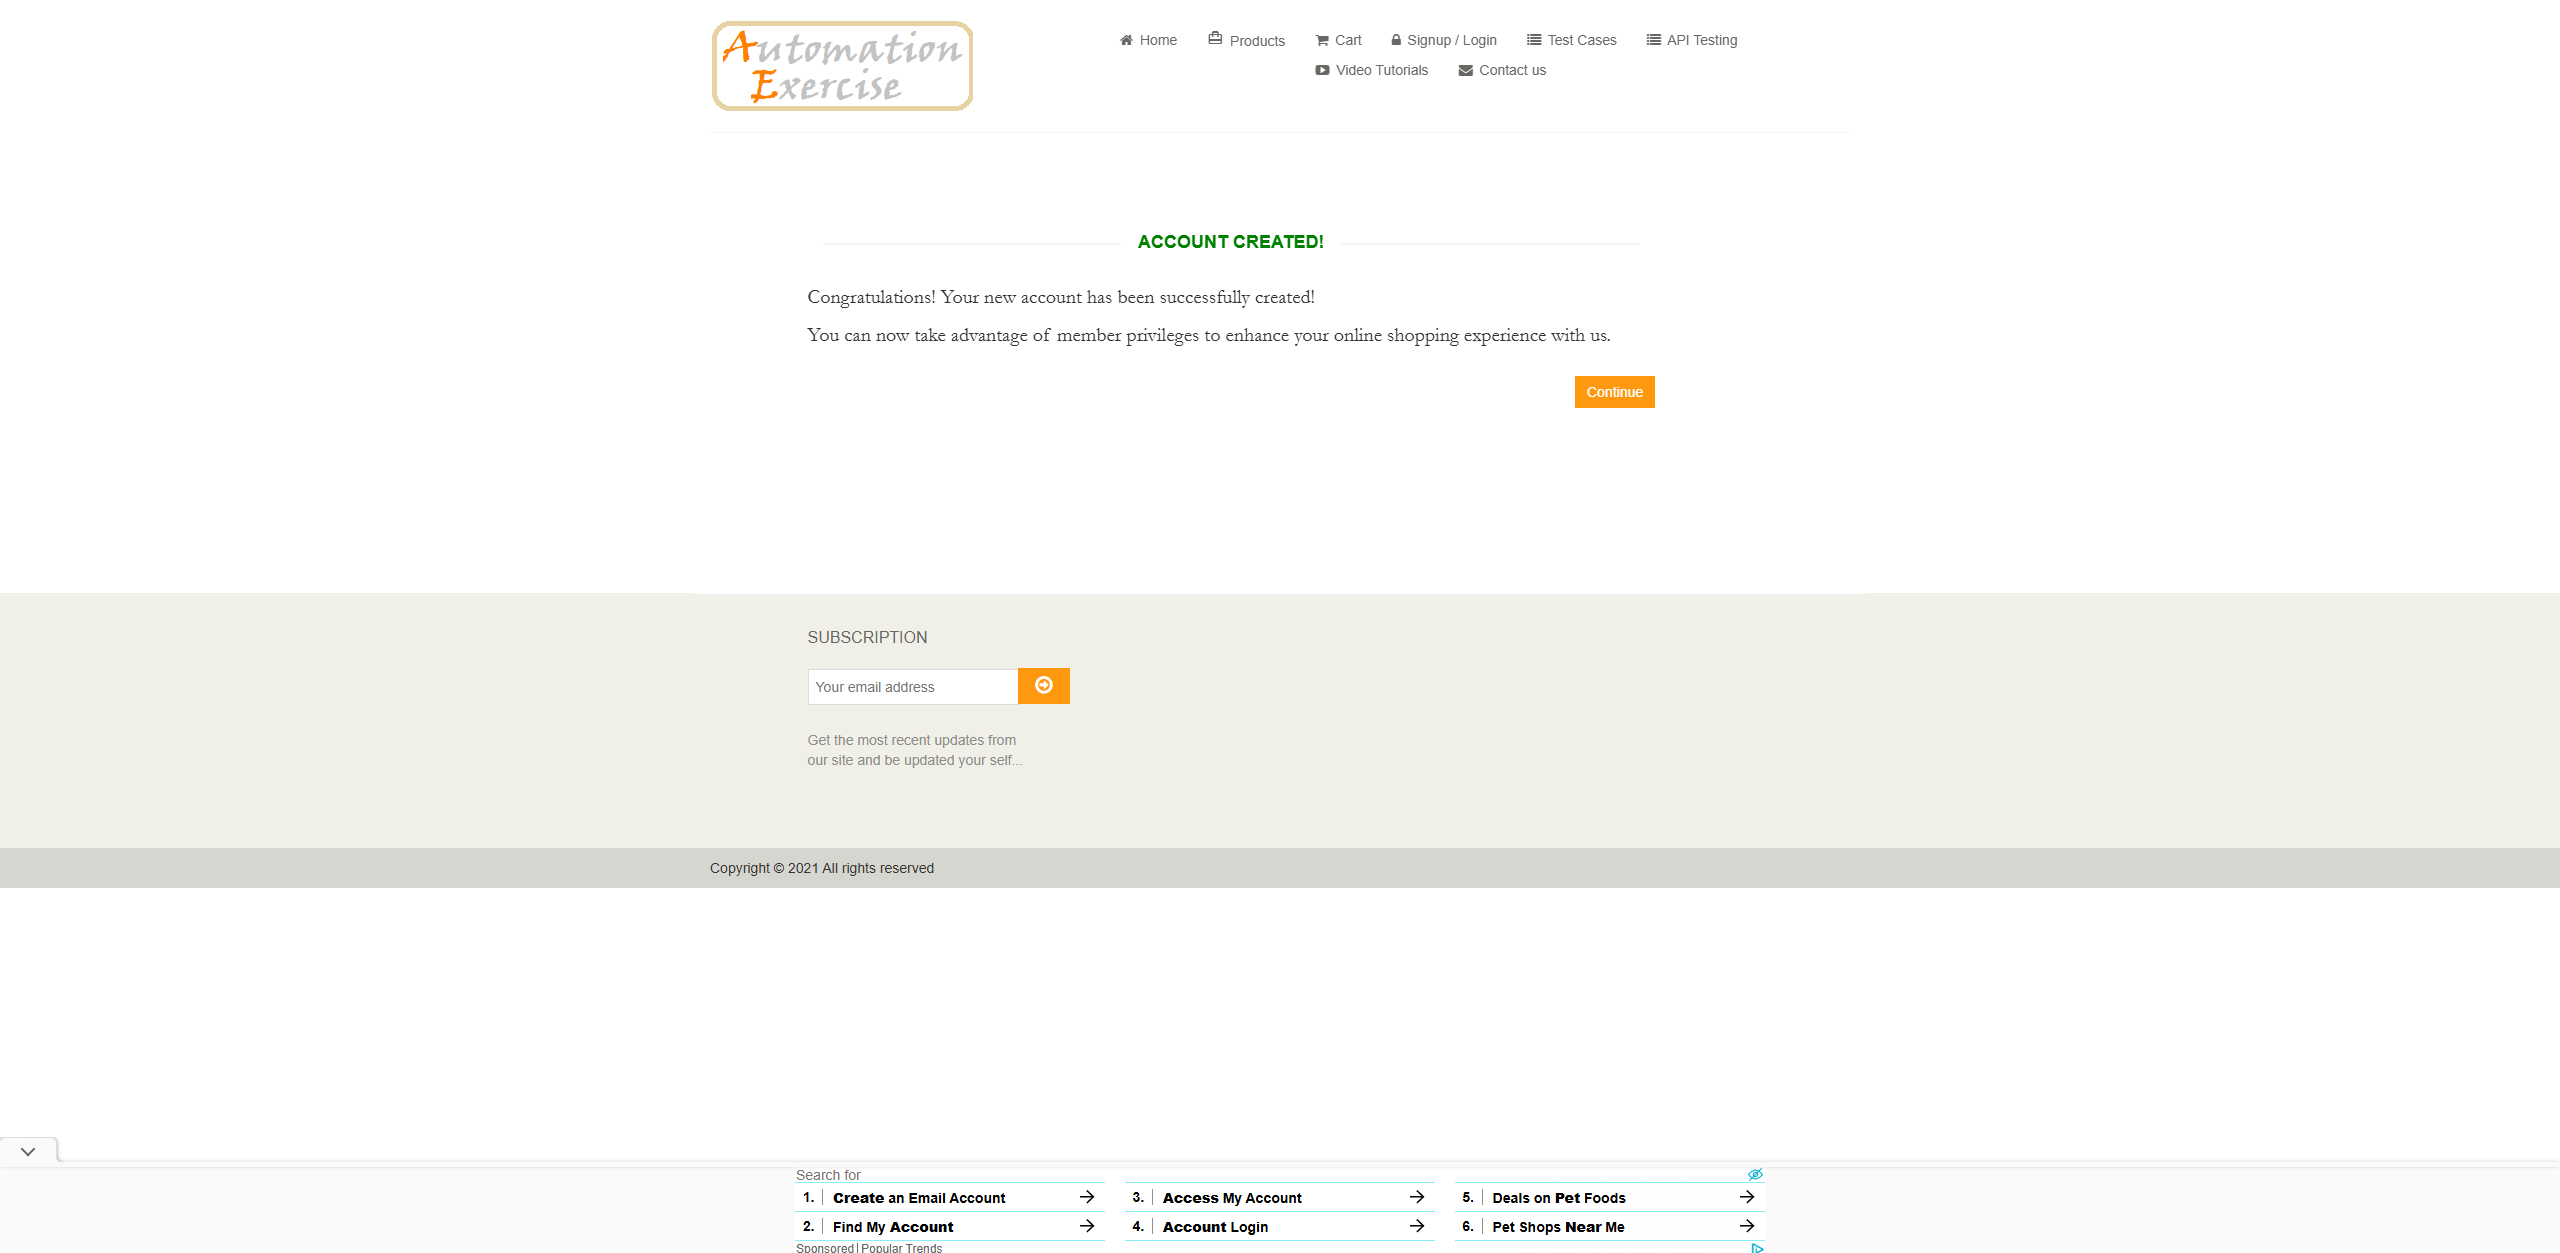 Automation
Exercise
Home Products Cart Signup / Login Test Cases API Testing
Video Tutorials Contact us
ACCOUNT CREATED!
Congratulations! Your new account has been successfully created!
You can now take advantage of member privileges to enhance your online shopping experience with us.
Continue
SUBSCRIPTION
Your email address
Get the most recent updates from
our site and be updated your self...
Copyright © 2021 All rights reserved
Search for
1. Create an Email Account
2. Find My Account
3. Access My Account
4. Account Login
5. Deals on Pet Foods
6. Pet Shops Near Me
Sponsored | Popular Trends